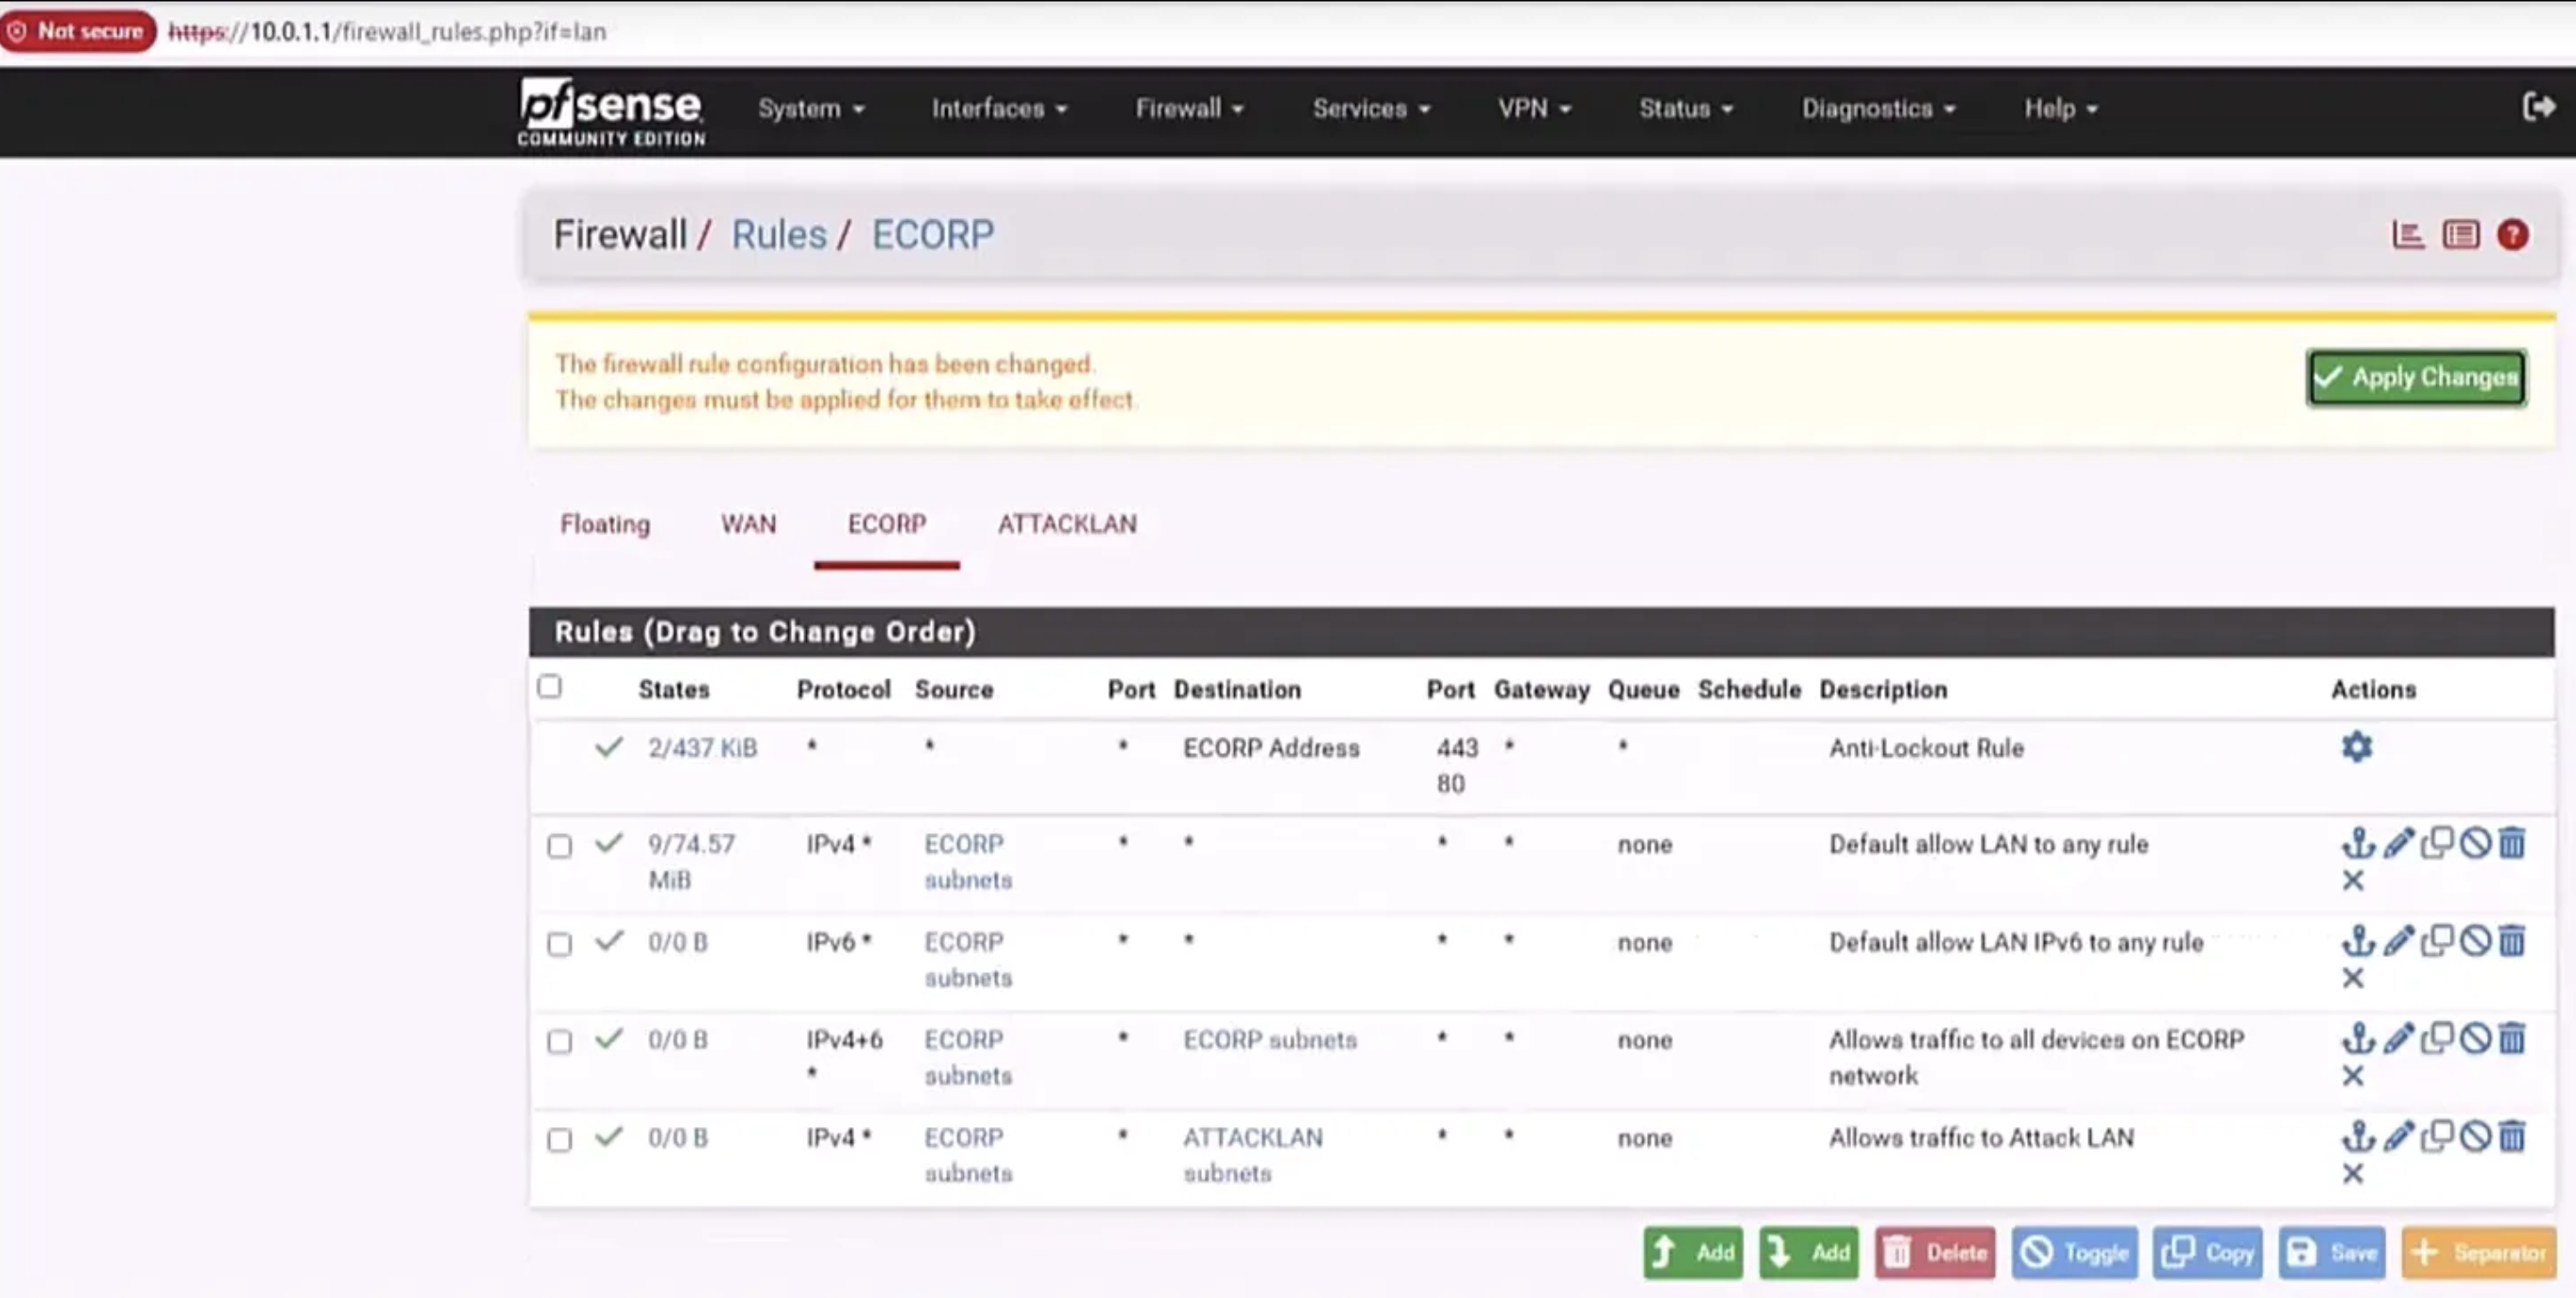 Not secure https://10.0.1.1/firewall_rules.php?if=lan
pfsense System Interfaces Firewall Services VPN Status Diagnostics Help
COMMUNITY EDITION
Firewall / Rules / ECORP
The firewall rule configuration has been changed.
The changes must be applied for them to take effect.
Apply Changes
Floating WAN ECORP ATTACKLAN
Rules (Drag to Change Order)
States Protocol Source Port Destination Port Gateway Queue Schedule Description Actions
2/437 KiB * * * ECORP Address 443 * * Anti-Lockout Rule
80
9/74.57 IPv4 * ECORP * * * * none Default allow LAN to any rule
MiB subnets
0/0 B IPv6 * ECORP * * * * none Default allow LAN IPv6 to any rule
subnets
0/0 B IPv4+6 ECORP * ECORP subnets * * none Allows traffic to all devices on ECORP
* subnets network
0/0 B IPv4 * ECORP * ATTACKLAN * * none Allows traffic to Attack LAN
subnets subnets
Add Add Delete Toggle Copy Save Separator